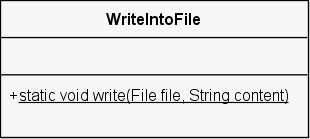 WriteIntoFile
+static void write(File file, String content)